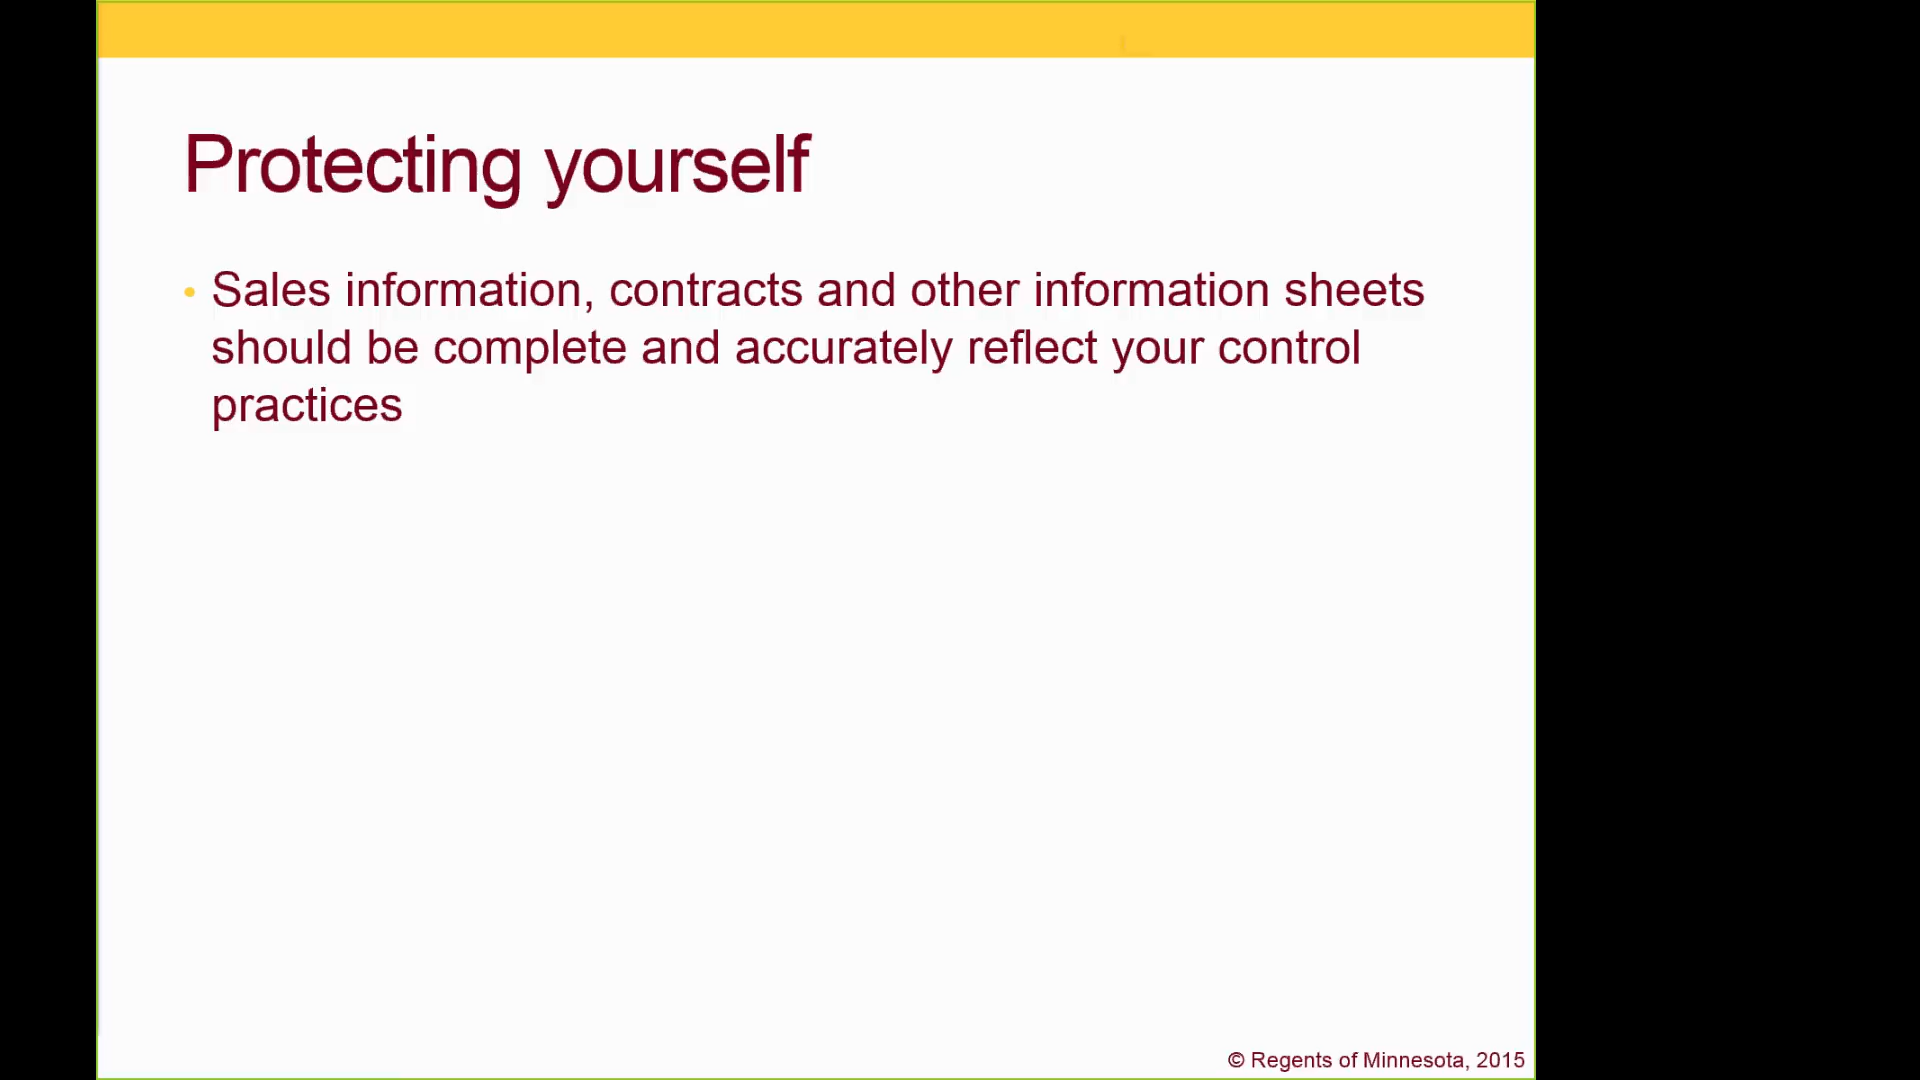 Protecting yourself
• Sales information, contracts and other information sheets
should be complete and accurately reflect your control
practices
© Regents of Minnesota, 2015